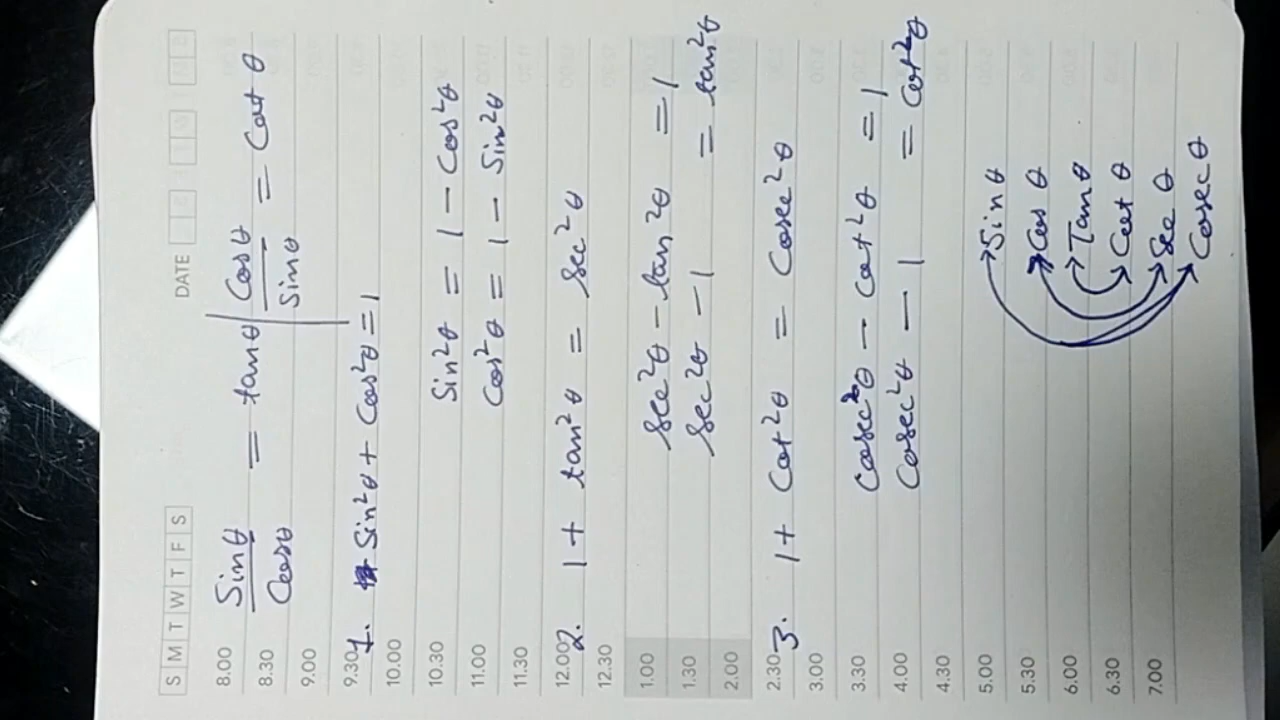 DATE
S M T W T F S
8.00 Sinθ/Cosθ = tanθ | Cosθ/Sinθ = Cot θ
8.30
9.00
9.30 1. Sin²θ + Cos²θ = 1
10.00
10.30 Sin²θ = 1 - Cos²θ
11.00 Cos²θ = 1 - Sin²θ
11.30
12.00 2. 1 + tan²θ = Sec²θ
12.30
1.00 Sec²θ - tan²θ = 1
1.30 Sec²θ - 1 = tan²θ
2.00
2.30 3. 1 + Cot²θ = Cosec²θ
3.00
3.30 Cosec²θ - Cot²θ = 1
4.00 Cosec²θ - 1 = Cot²θ
4.30
5.00 Sin θ
5.30 Cos θ
6.00 Tan θ
6.30 Cot θ
7.00 Sec θ
Cosec θ